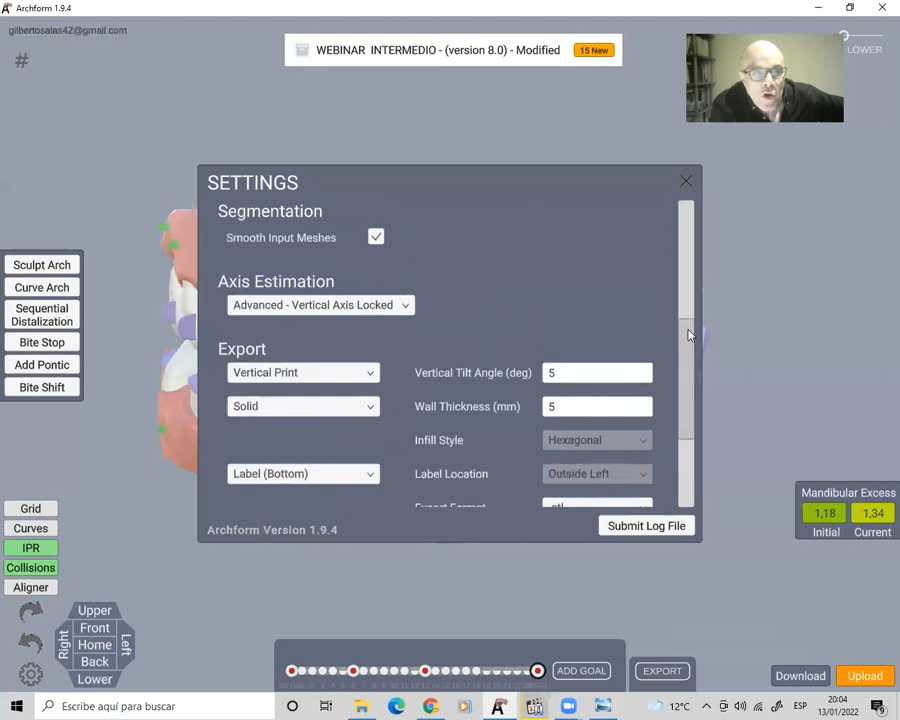 Archform 1.9.4
gilbertosalas42@gmail.com
WEBINAR INTERMEDIO - (version 8.0) - Modified
15 New
LOWER
SETTINGS
Segmentation
Smooth Input Meshes
Axis Estimation
Advanced - Vertical Axis Locked
Export
Vertical Print
Vertical Tilt Angle (deg)
5
Solid
Wall Thickness (mm)
5
Infill Style
Hexagonal
Label (Bottom)
Label Location
Outside Left
Export Format
.stl
Archform Version 1.9.4
Submit Log File
Sculpt Arch
Curve Arch
Sequential
Distalization
Bite Stop
Add Pontic
Bite Shift
Grid
Curves
IPR
Collisions
Aligner
Mandibular Excess
1,18
1,34
Initial
Current
Upper
Front
Right
Home
Left
Back
Lower
ADD GOAL
EXPORT
Download
Upload
Escribe aquí para buscar
12°C
ESP
20:04
13/01/2022
9